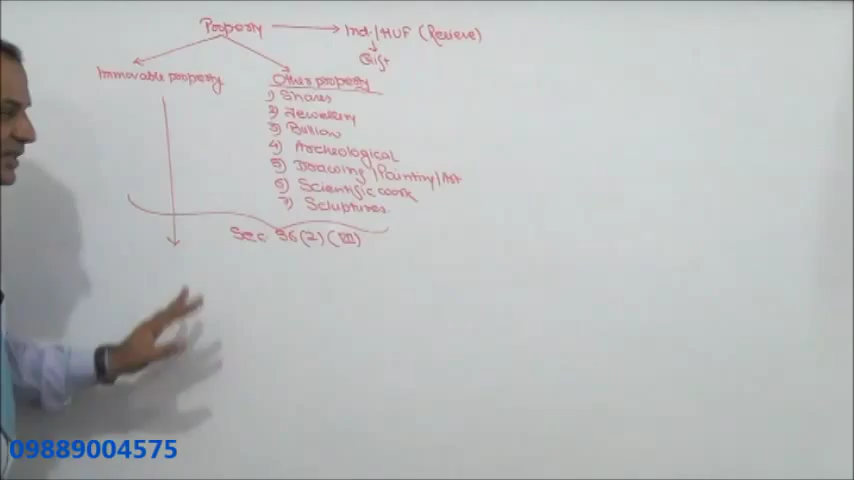 Property → Ind./HUF (Reveive)
Gift
Immovable property
Other property
1) Shares
2) Jewellery
3) Bullion
4) Archeological
5) Drawing/Painting/Art
6) Scientific work
7) Sculptures
Sec. 56(2)(VII)
09889004575